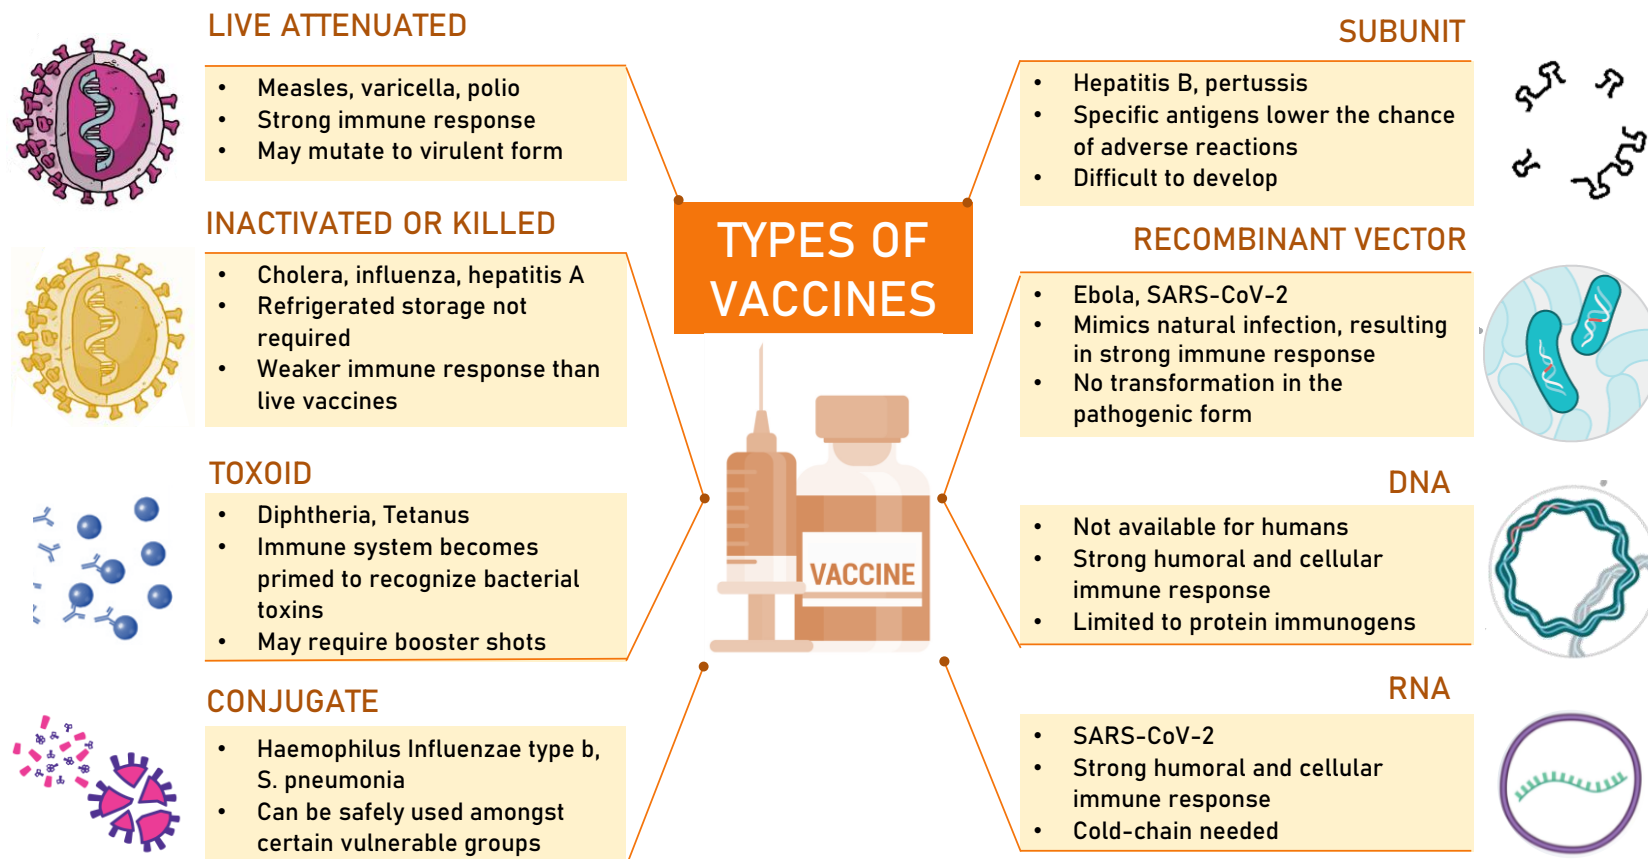 LIVE ATTENUATED
• Measles, varicella, polio
• Strong immune response
• May mutate to virulent form
INACTIVATED OR KILLED
• Cholera, influenza, hepatitis A
• Refrigerated storage not
required
• Weaker immune response than
live vaccines
TOXOID
• Diphtheria, Tetanus
• Immune system becomes
primed to recognize bacterial
toxins
• May require booster shots
CONJUGATE
• Haemophilus Influenzae type b,
S. pneumonia
• Can be safely used amongst
certain vulnerable groups
TYPES OF
VACCINES
VACCINE
SUBUNIT
• Hepatitis B, pertussis
• Specific antigens lower the chance
of adverse reactions
• Difficult to develop
RECOMBINANT VECTOR
• Ebola, SARS-CoV-2
• Mimics natural infection, resulting
in strong immune response
• No transformation in the
pathogenic form
DNA
• Not available for humans
• Strong humoral and cellular
immune response
• Limited to protein immunogens
RNA
• SARS-CoV-2
• Strong humoral and cellular
immune response
• Cold-chain needed